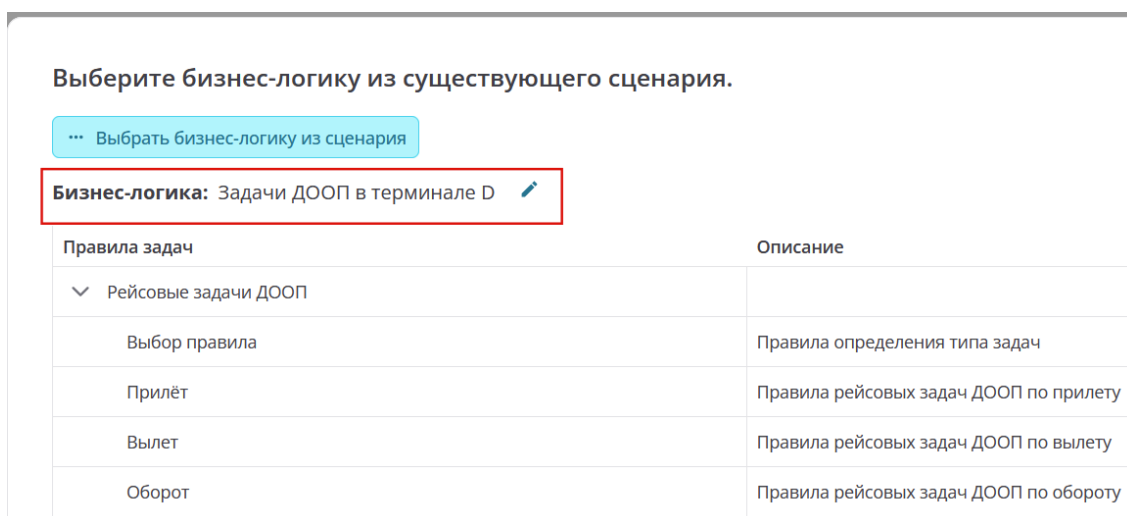 Выберите бизнес-логику из существующего сценария.
··· Выбрать бизнес-логику из сценария
Бизнес-логика: Задачи ДООП в терминале D
Правила задач Описание
Рейсовые задачи ДООП
Выбор правила Правила определения типа задач
Прилёт Правила рейсовых задач ДООП по прилету
Вылет Правила рейсовых задач ДООП по вылету
Оборот Правила рейсовых задач ДООП по обороту